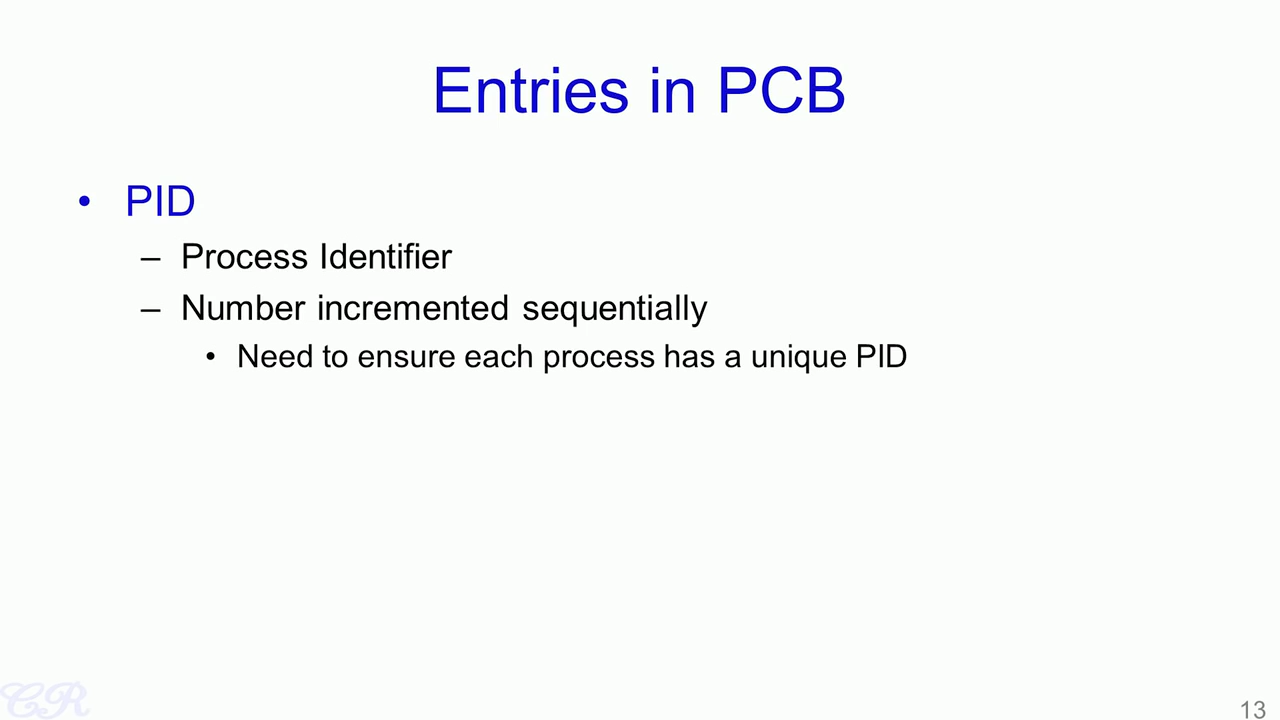 Entries in PCB
• PID
– Process Identifier
– Number incremented sequentially
• Need to ensure each process has a unique PID
CR
13